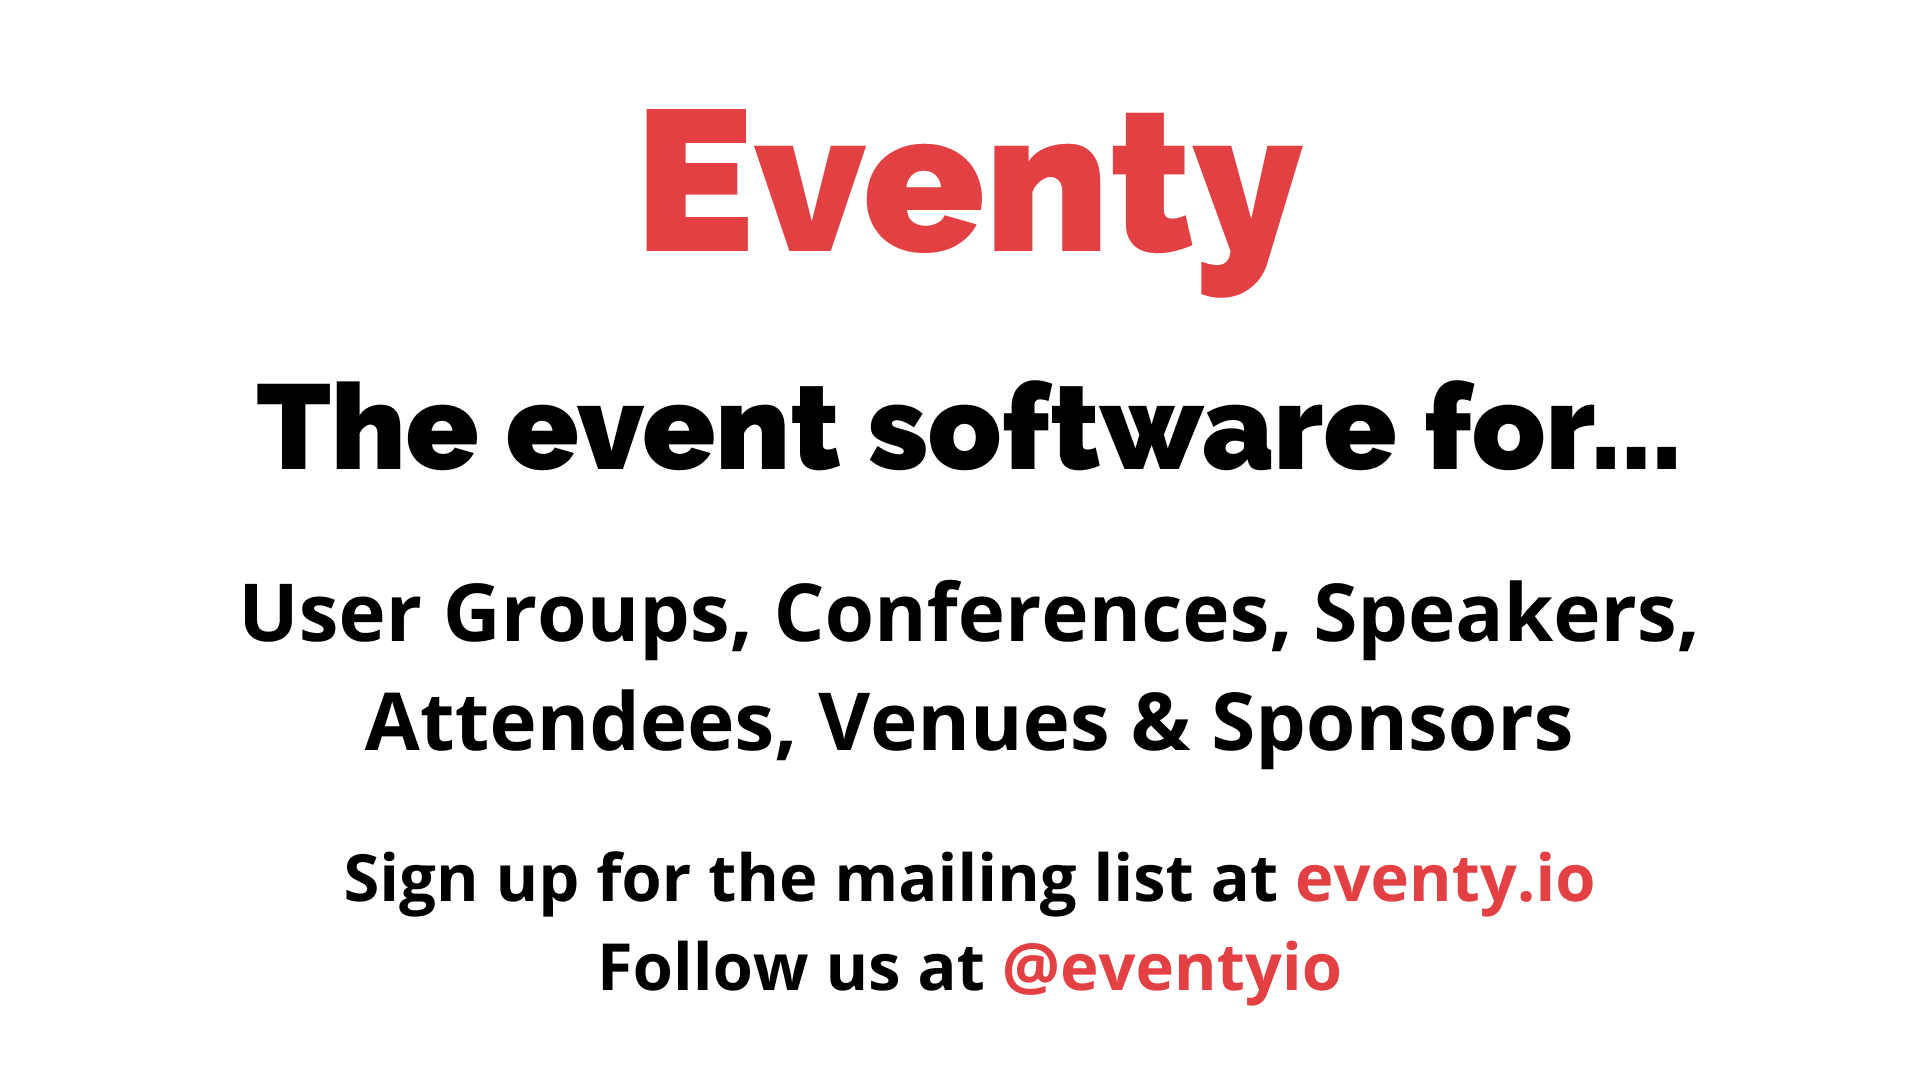 Eventy
The event software for...
User Groups, Conferences, Speakers,
Attendees, Venues & Sponsors
Sign up for the mailing list at eventy.io
Follow us at @eventyio